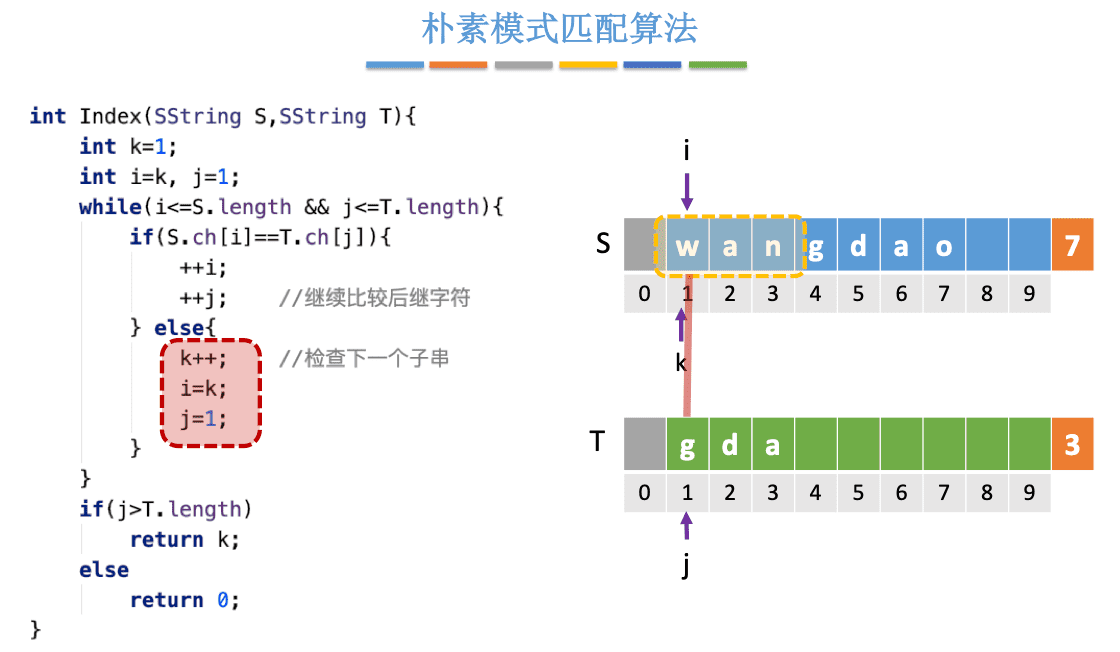 朴素模式匹配算法
int Index(SString S,SString T){
int k=1;
int i=k, j=1;
while(i<=S.length && j<=T.length){
if(S.ch[i]==T.ch[j]){
++i;
++j; //继续比较后继字符
} else{
k++; //检查下一个子串
i=k;
j=1;
}
}
if(j>T.length)
return k;
else
return 0;
}
i
S w a n g d a o 7
0 1 2 3 4 5 6 7 8 9
k
T g d a 3
0 1 2 3 4 5 6 7 8 9
j